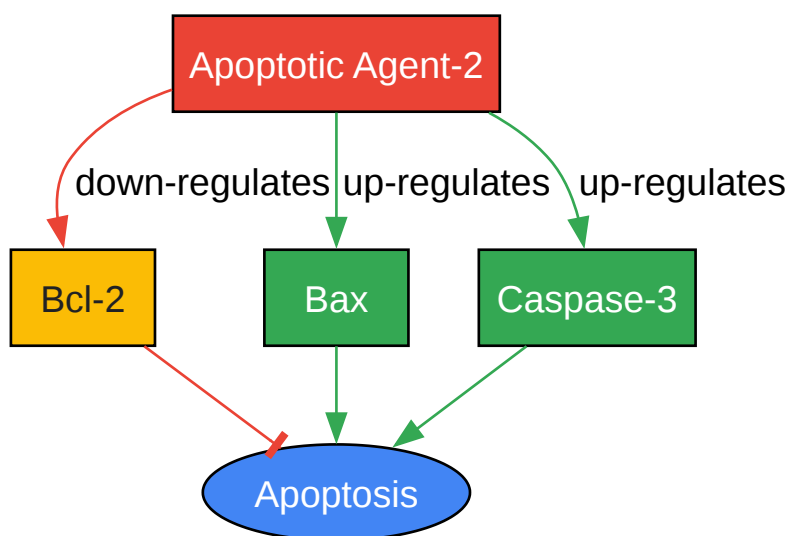 Apoptotic Agent-2
down-regulates
up-regulates
up-regulates
Bcl-2
Bax
Caspase-3
Apoptosis